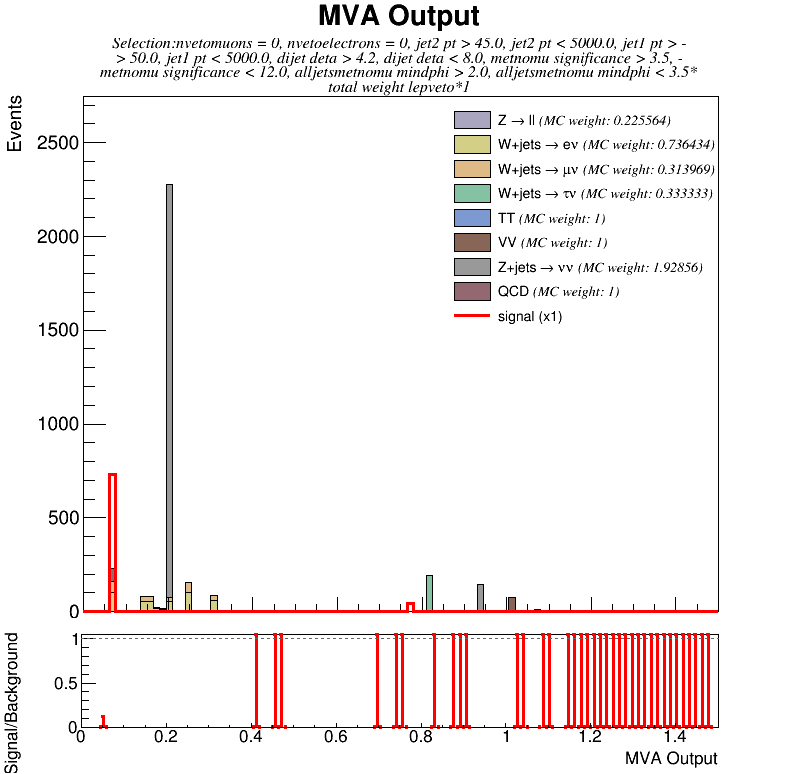 MVA Output
Selection:nvetomuons = 0, nvetoelectrons = 0, jet2 pt > 45.0, jet2 pt < 5000.0, jet1 pt > -
> 50.0, jet1 pt < 5000.0, dijet deta > 4.2, dijet deta < 8.0, metnomu significance > 3.5, -
metnomu significance < 12.0, alljetsmetnomu mindphi > 2.0, alljetsmetnomu mindphi < 3.5*
total weight lepveto*1
Events
2500
2000
1500
1000
500
0
Z → ll (MC weight: 0.225564)
W+jets → eν (MC weight: 0.736434)
W+jets → μν (MC weight: 0.313969)
W+jets → τν (MC weight: 0.333333)
TT (MC weight: 1)
VV (MC weight: 1)
Z+jets → νν (MC weight: 1.92856)
QCD (MC weight: 1)
signal (x1)
Signal/Background
1
0.5
0
0 0.2 0.4 0.6 0.8 1 1.2 1.4
MVA Output